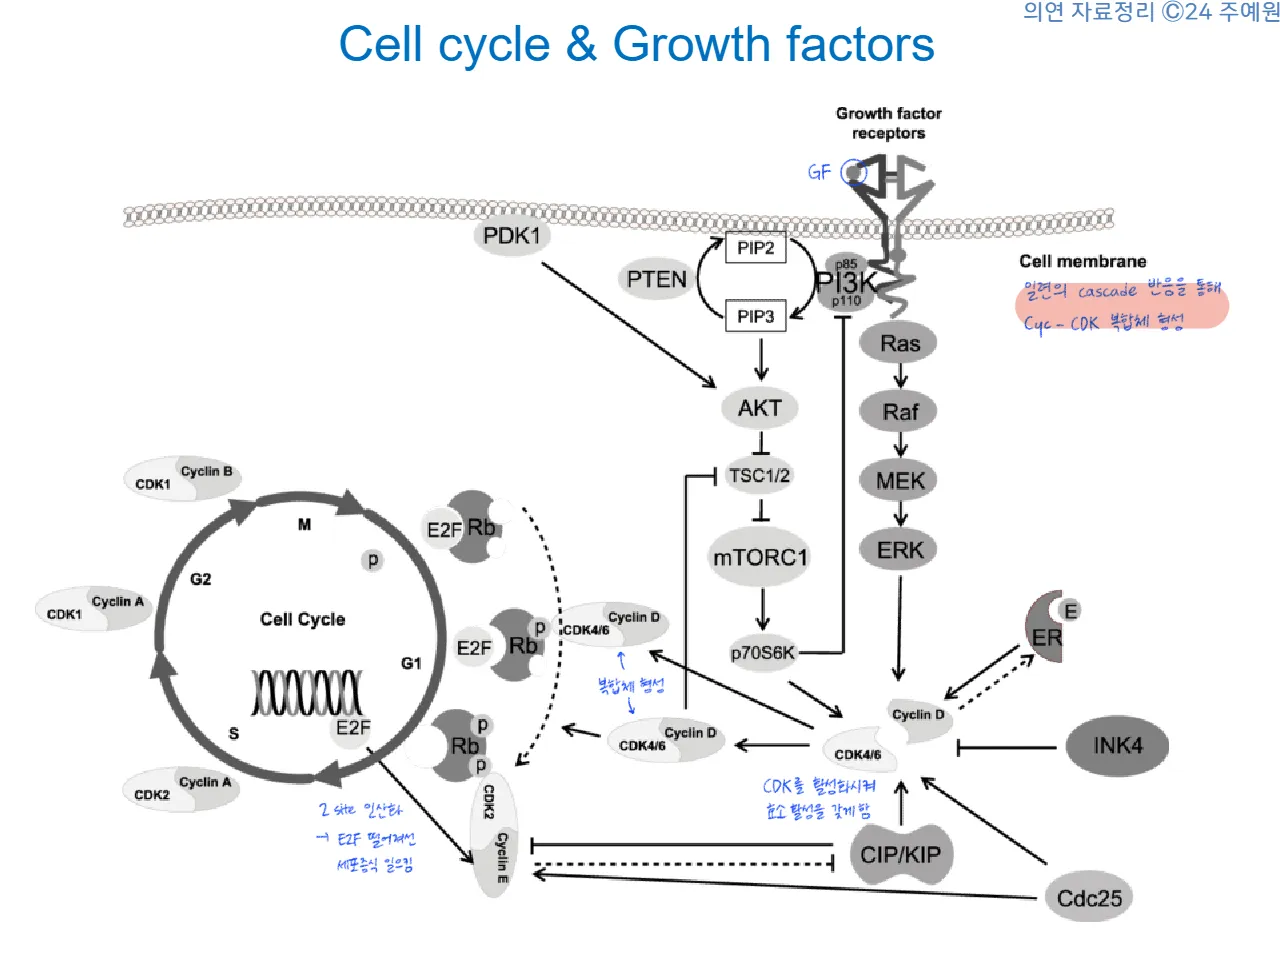 의연 자료정리 ©24 주예원
Cell cycle & Growth factors
Growth factor
receptors
GF
PDK1
PIP2
PTEN
p85
PI3K
p110
PIP3
Cell membrane
일련의 cascade 반응을 통해
Cyc - CDK 복합체 형성
Ras
AKT
Raf
TSC1/2
MEK
mTORC1
ERK
p70S6K
CDK1 Cyclin B
M
E2F Rb
p
G2
CDK1 Cyclin A
Cell Cycle
G1
E2F Rb p
CDK4/6 Cyclin D
E
ER
복합체 형성
S
E2F
Rb p
p
CDK4/6 Cyclin D
Cyclin D
CDK4/6
INK4
CDK2 Cyclin A
CDK2
Cyclin E
CDK를 활성화시켜
효소 활성을 갖게 함
2 site 인산화
→ E2F 떨어져선
세포증식 일으킴
CIP/KIP
Cdc25